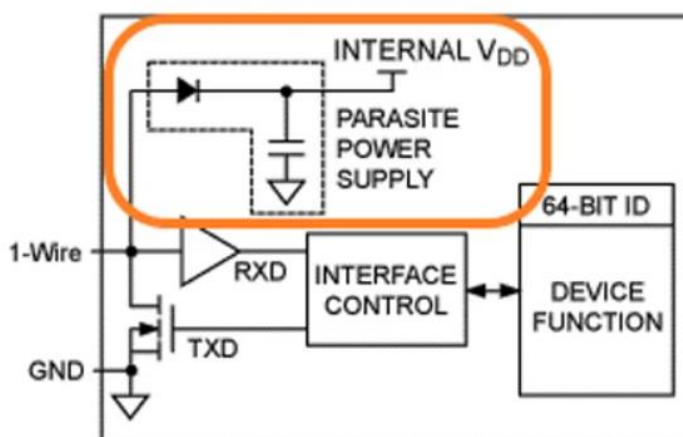 INTERNAL VDD
PARASITE
POWER
SUPPLY
64-BIT ID
1-Wire
RXD
INTERFACE
CONTROL
DEVICE
FUNCTION
TXD
GND